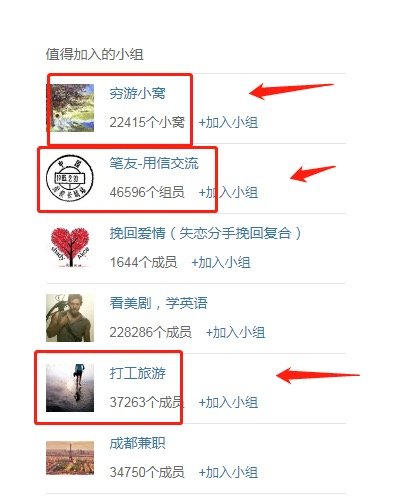 值得加入的小组
穷游小窝
22415个小窝 +加入小组
笔友-用信交流
46596个组员 +加入小组
挽回爱情（失恋分手挽回复合）
1644个成员 +加入小组
看美剧，学英语
228286个成员 +加入小组
打工旅游
37263个成员 +加入小组
成都兼职
34750个成员 +加入小组